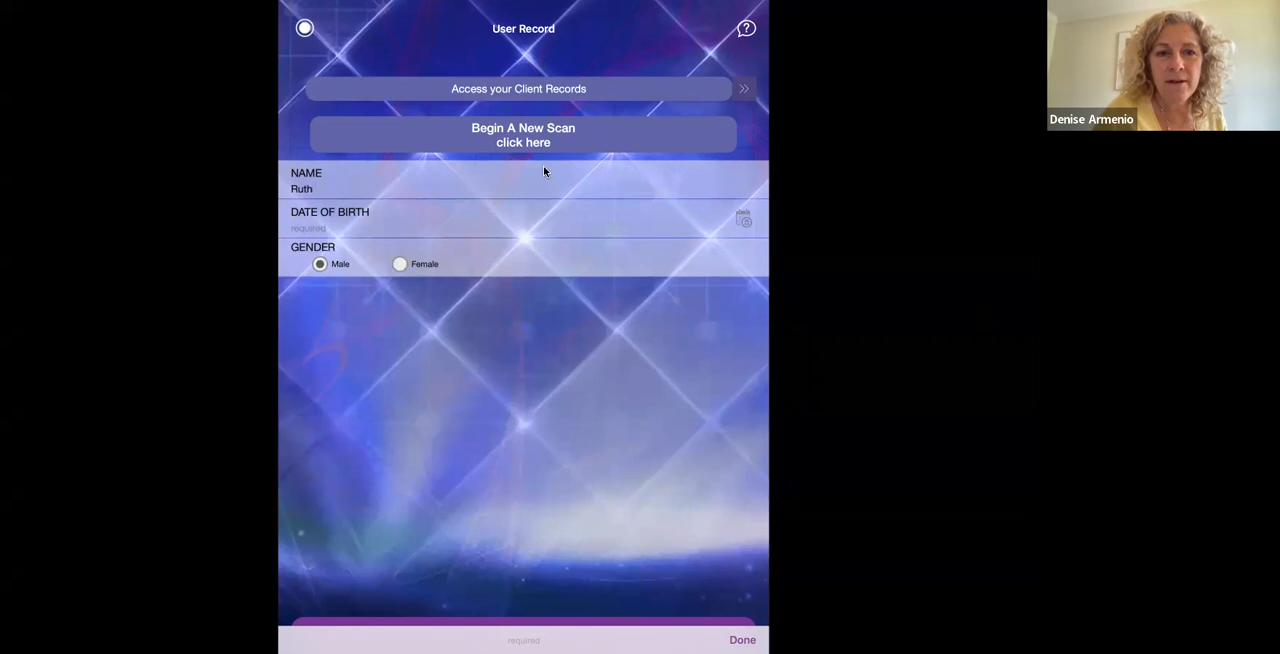 User Record
Access your Client Records
Begin A New Scan
click here
NAME
Ruth
DATE OF BIRTH
required
GENDER
Male Female
required
Done
Denise Armenio